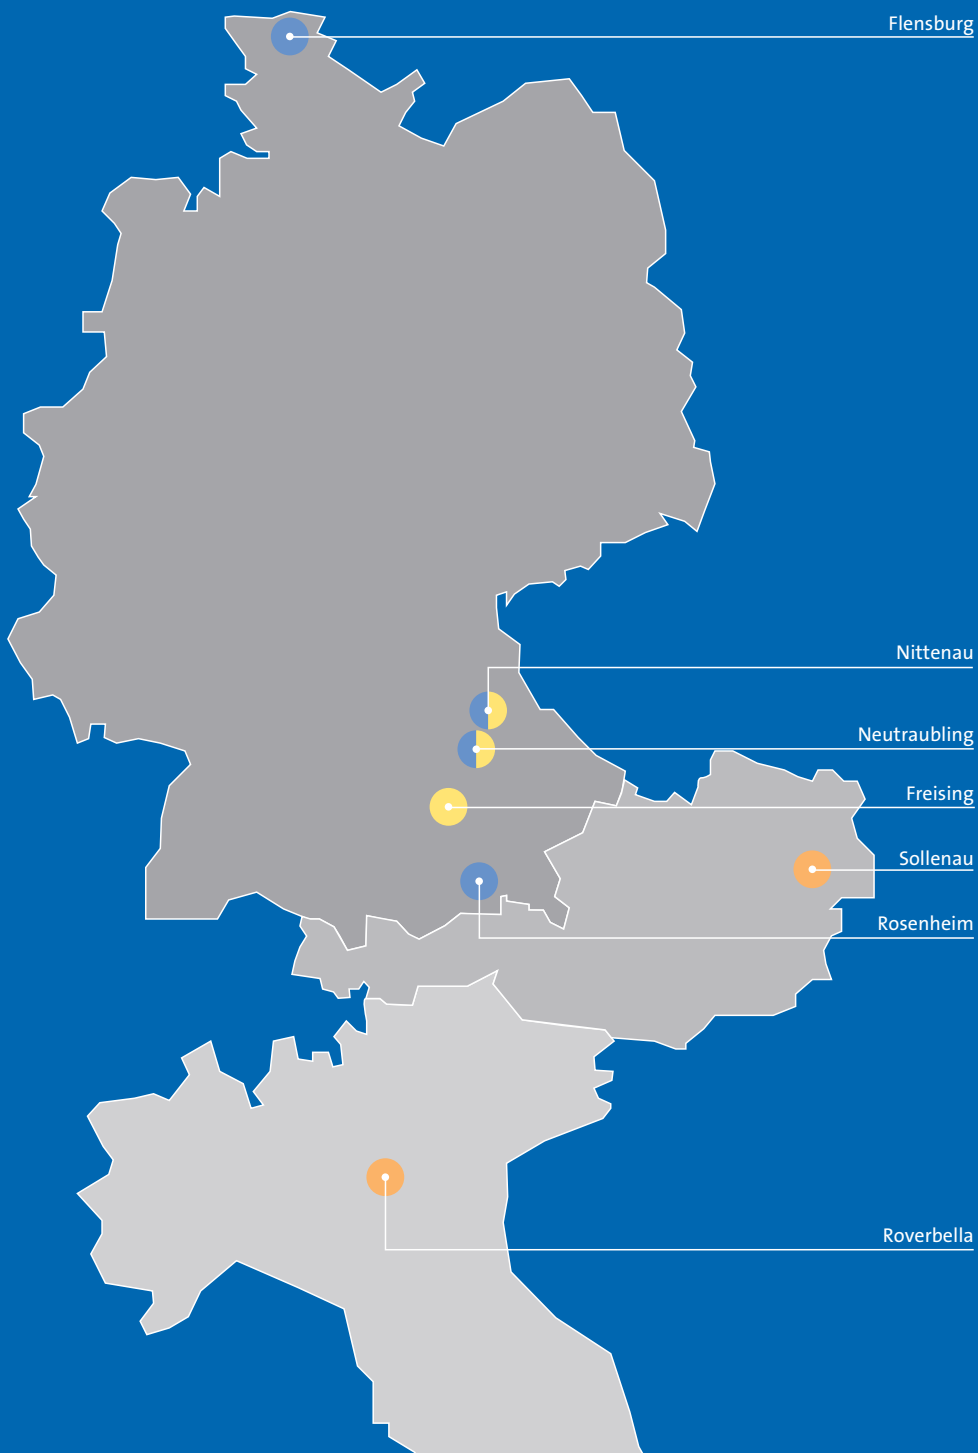 Flensburg
Nittenau
Neutraubling
Freising
Sollenau
Rosenheim
Roverbella